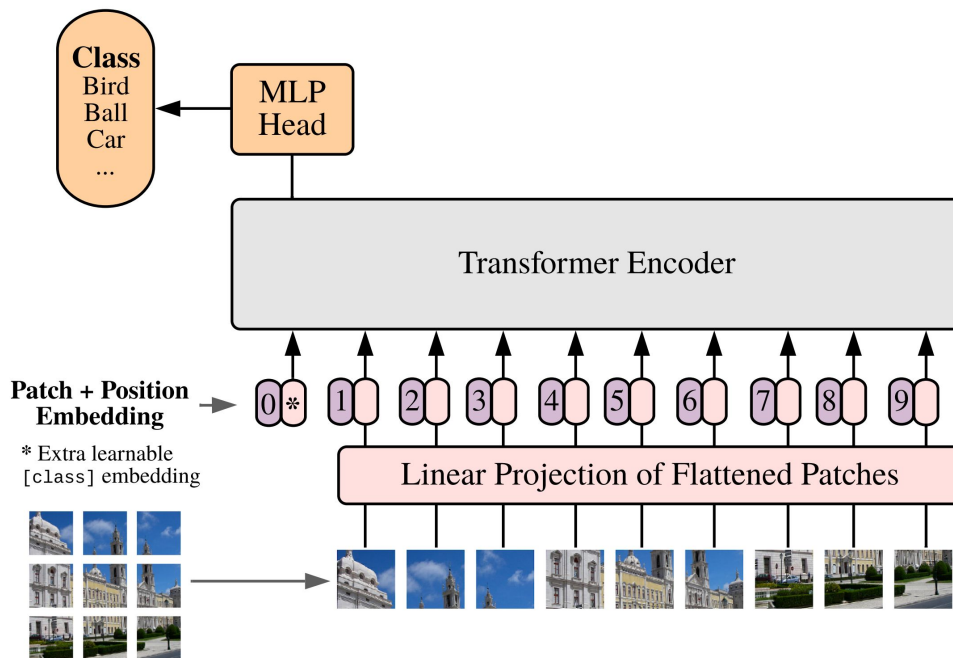 Class
Bird
Ball
Car
...
MLP
Head
Transformer Encoder
Patch + Position
Embedding
0 * 1 2 3 4 5 6 7 8 9
* Extra learnable
[class] embedding
Linear Projection of Flattened Patches